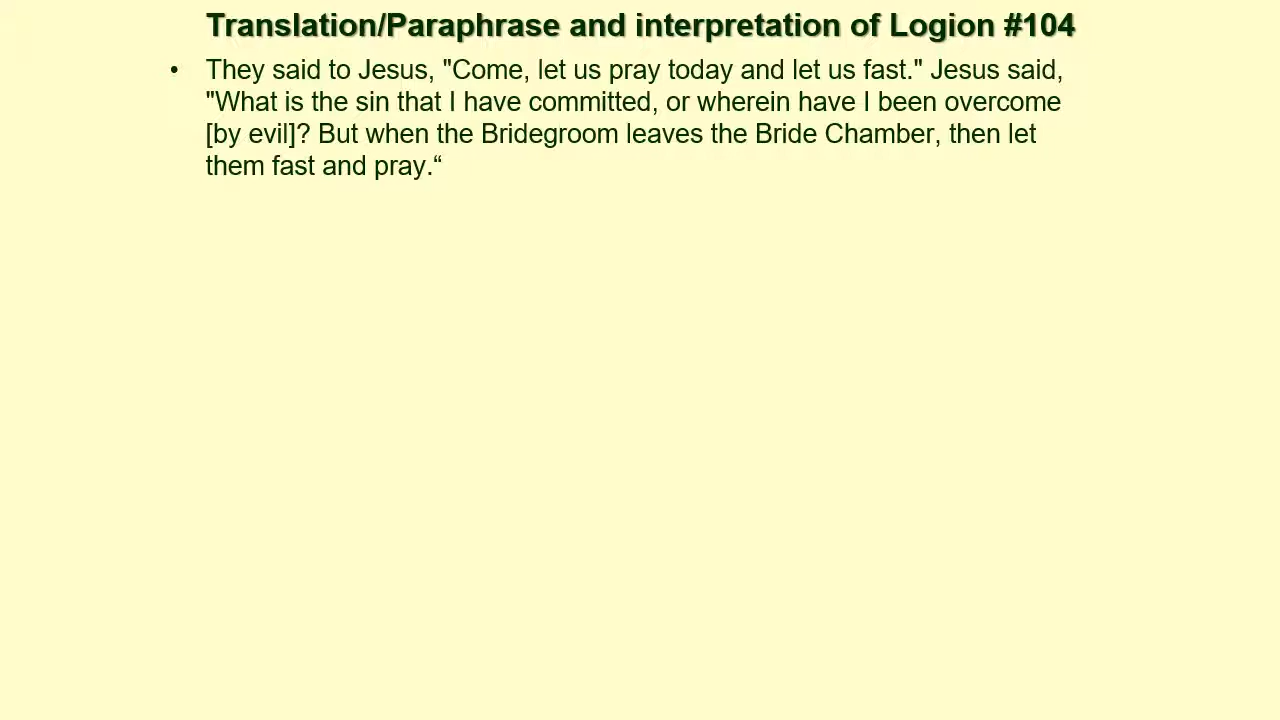 Translation/Paraphrase and interpretation of Logion #104
• They said to Jesus, "Come, let us pray today and let us fast." Jesus said,
"What is the sin that I have committed, or wherein have I been overcome
[by evil]? But when the Bridegroom leaves the Bride Chamber, then let
them fast and pray.“